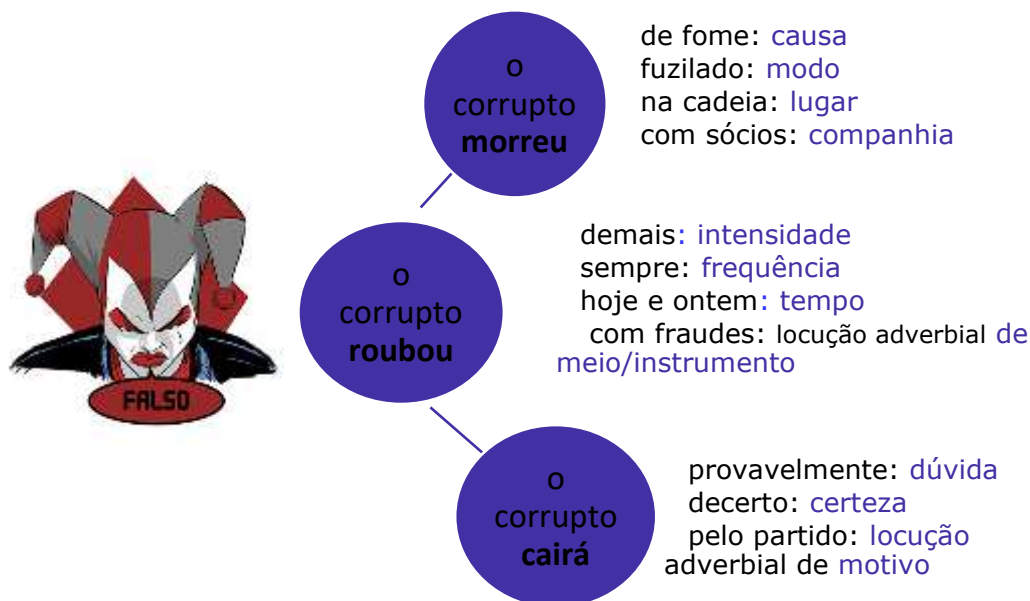 o
corrupto
morreu
de fome: causa
fuzilado: modo
na cadeia: lugar
com sócios: companhia
FALSO
o
corrupto
roubou
demais: intensidade
sempre: frequência
hoje e ontem: tempo
com fraudes: locução adverbial de
meio/instrumento
o
corrupto
cairá
provavelmente: dúvida
decerto: certeza
pelo partido: locução
adverbial de motivo